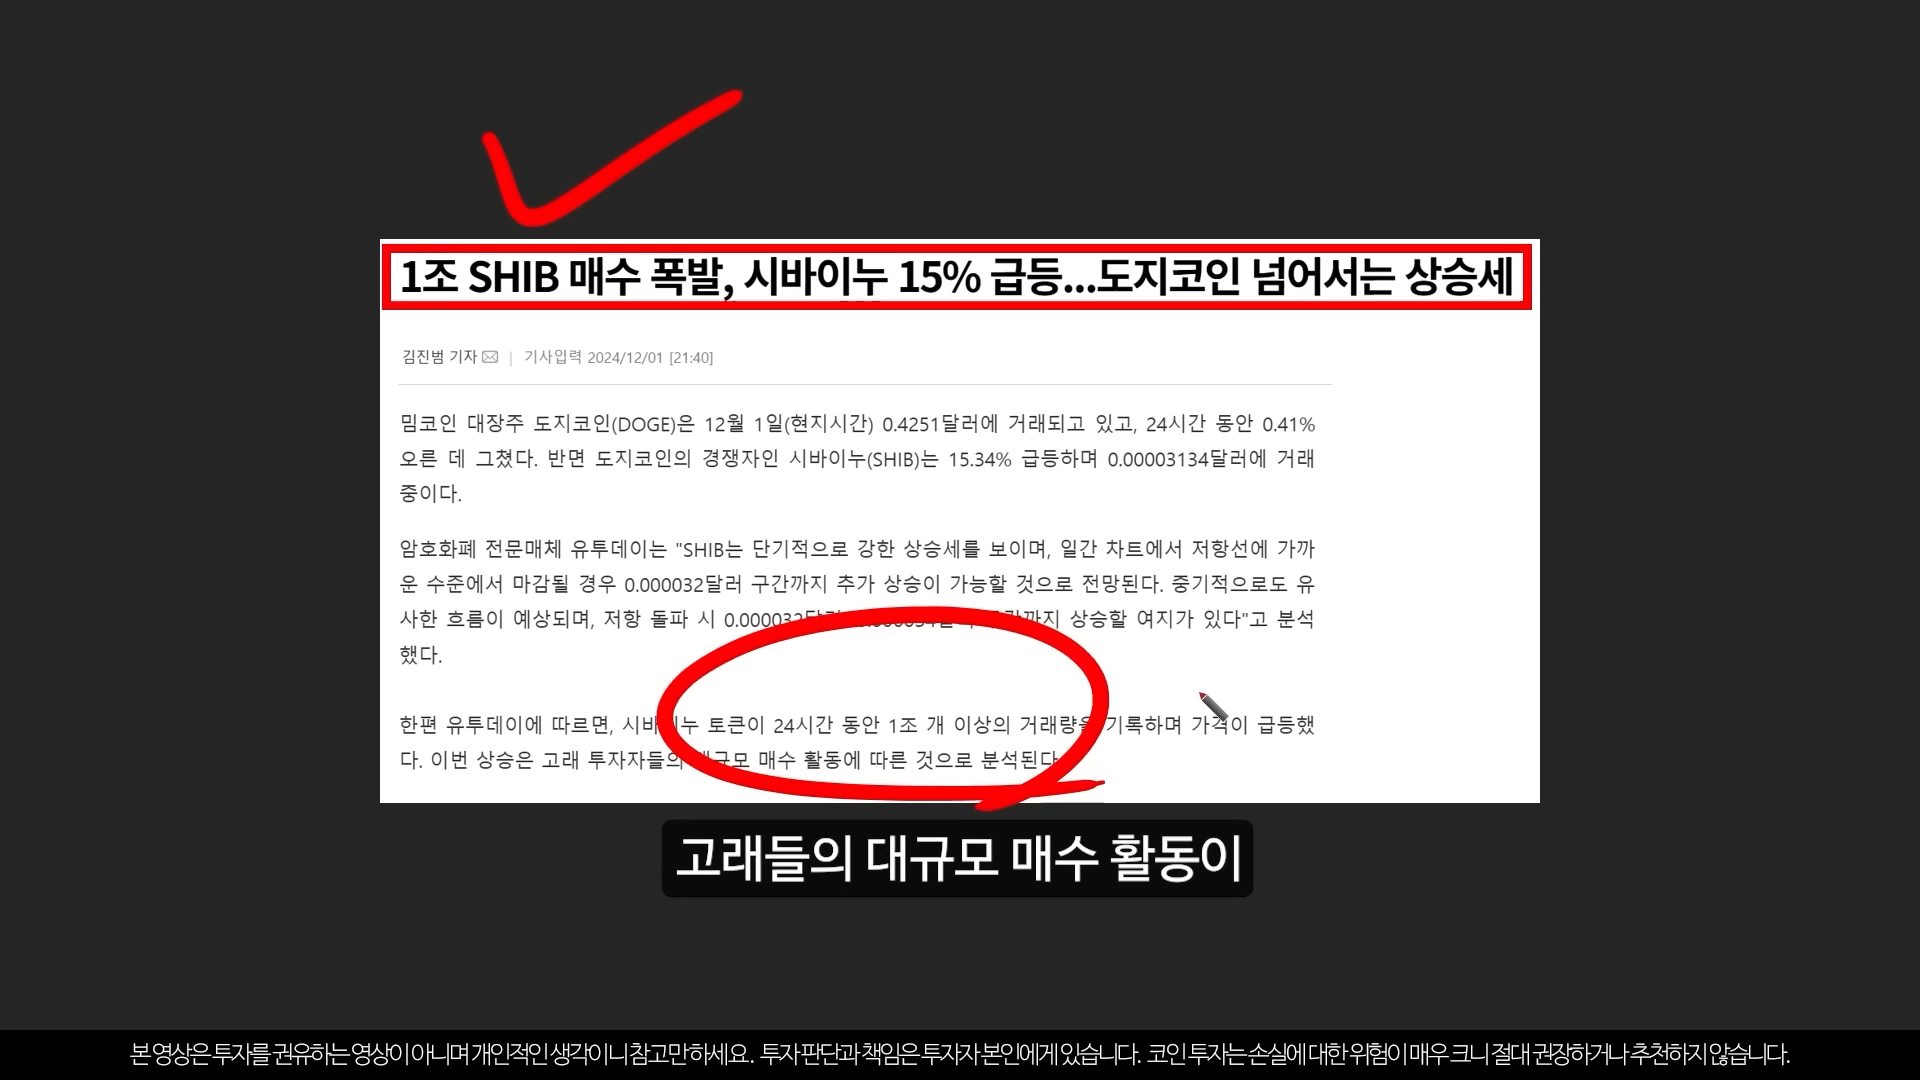 1조 SHIB 매수 폭발, 시바이누 15% 급등...도지코인 넘어서는 상승세
김진범 기자 | 기사입력 2024/12/01 [21:40]
밈코인 대장주 도지코인(DOGE)은 12월 1일(현지시간) 0.4251달러에 거래되고 있고, 24시간 동안 0.41%
오른 데 그쳤다. 반면 도지코인의 경쟁자인 시바이누(SHIB)는 15.34% 급등하며 0.00003134달러에 거래
중이다.
암호화폐 전문매체 유투데이는 "SHIB는 단기적으로 강한 상승세를 보이며, 일간 차트에서 저항선에 가까
운 수준에서 마감될 경우 0.000032달러 구간까지 추가 상승이 가능할 것으로 전망된다. 중기적으로도 유
사한 흐름이 예상되며, 저항 돌파 시 상승할 여지가 있다"고 분석
했다.
한편 유투데이에 따르면, 시바이누 토큰이 24시간 동안 1조 개 이상의 거래량을 기록하며 가격이 급등했
다. 이번 상승은 고래 투자자들의 대규모 매수 활동에 따른 것으로 분석된다
고래들의 대규모 매수 활동이
본 영상은 투자를 권유하는 영상이 아니며 개인적인 생각이니 참고만 하세요. 투자 판단과 책임은 투자자 본인에게 있습니다. 코인 투자는 손실에 대한 위험이 매우 크니 절대 권장하거나 추천하지 않습니다.